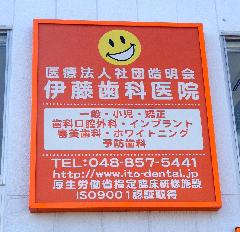 医療法人社団皓明会
伊藤歯科医院
一般・小児・矯正
歯科口腔外科・インプラント
審美歯科・ホワイトニング
予防歯科
TEL:048-857-5441
http://www.ito-dental.jp
厚生労働省指定臨床研修施設
ISO9001認証取得